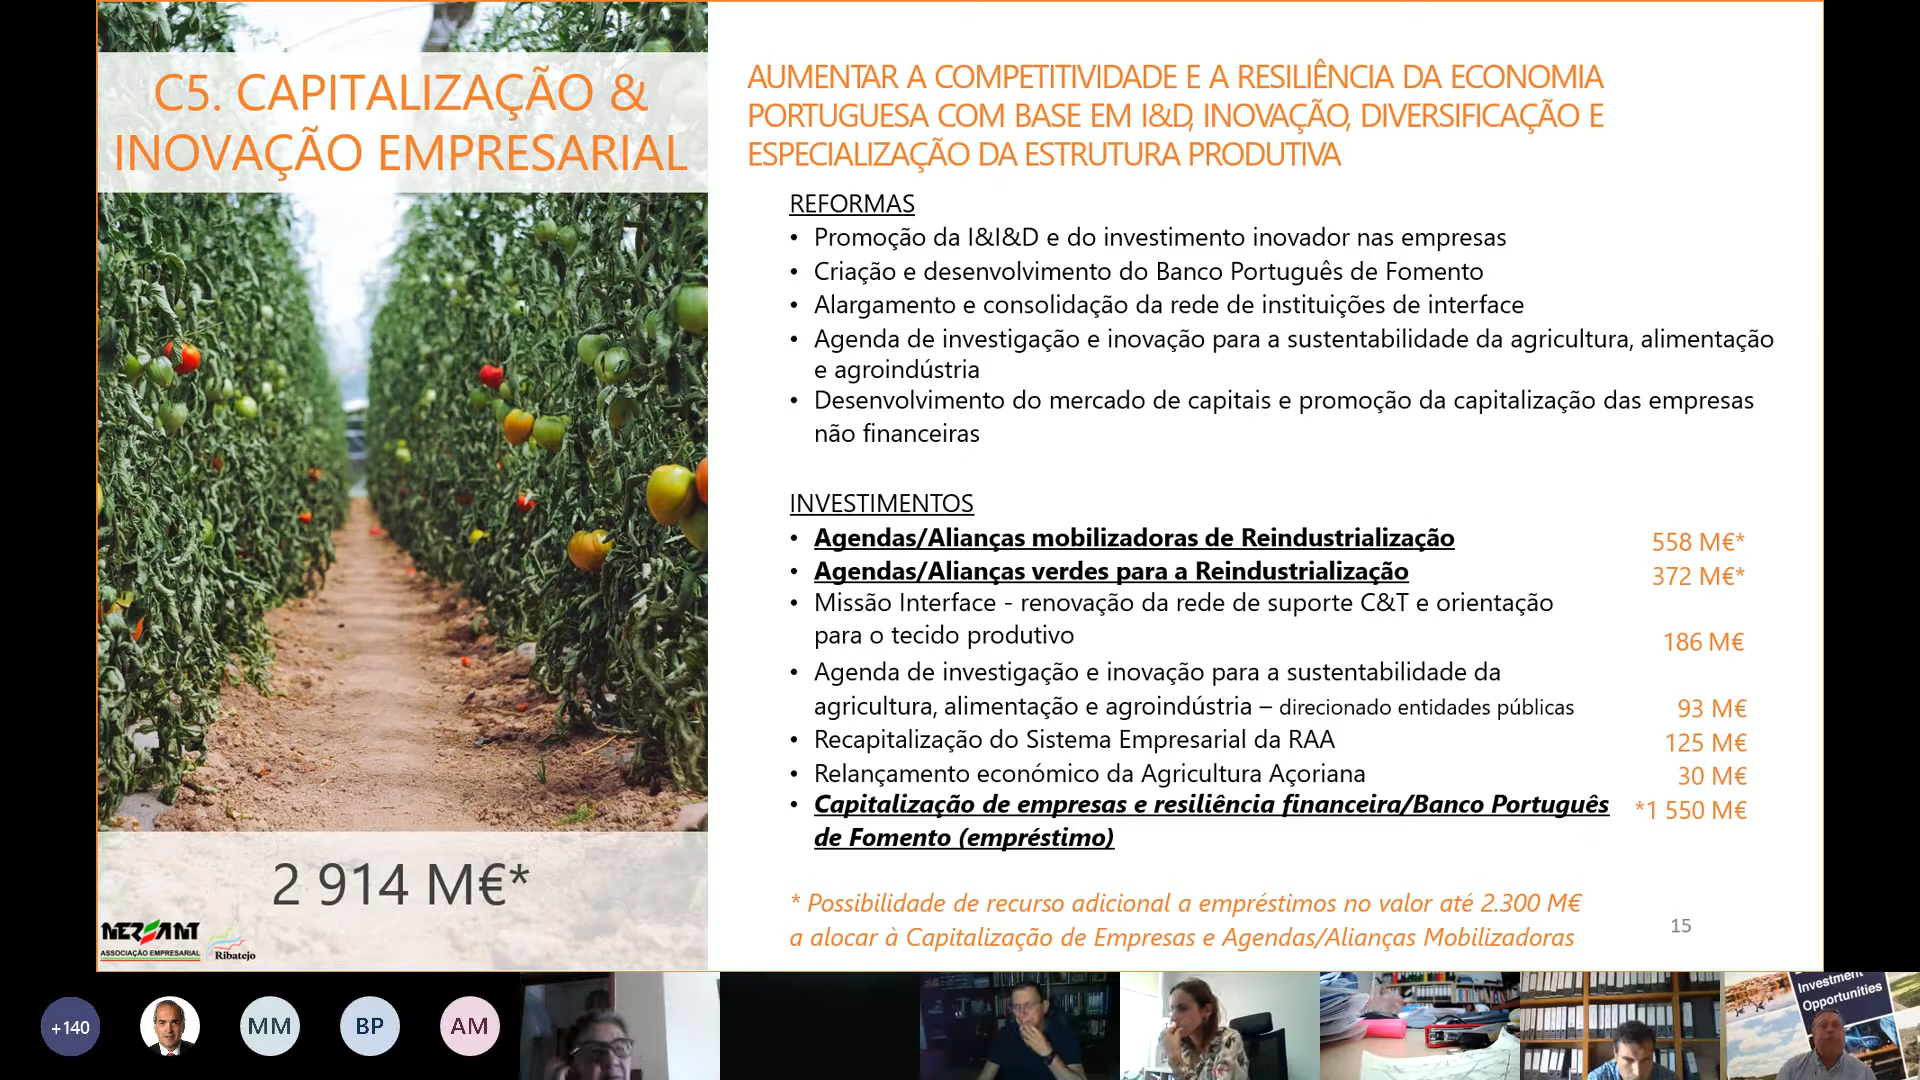 C5. CAPITALIZAÇÃO &
INOVAÇÃO EMPRESARIAL
2 914 M€*
NERSANT
ASSOCIAÇÃO EMPRESARIAL
Ribatejo
AUMENTAR A COMPETITIVIDADE E A RESILIÊNCIA DA ECONOMIA
PORTUGUESA COM BASE EM I&D, INOVAÇÃO, DIVERSIFICAÇÃO E
ESPECIALIZAÇÃO DA ESTRUTURA PRODUTIVA
REFORMAS
• Promoção da I&I&D e do investimento inovador nas empresas
• Criação e desenvolvimento do Banco Português de Fomento
• Alargamento e consolidação da rede de instituições de interface
• Agenda de investigação e inovação para a sustentabilidade da agricultura, alimentação
e agroindústria
• Desenvolvimento do mercado de capitais e promoção da capitalização das empresas
não financeiras
INVESTIMENTOS
• Agendas/Alianças mobilizadoras de Reindustrialização 558 M€*
• Agendas/Alianças verdes para a Reindustrialização 372 M€*
• Missão Interface - renovação da rede de suporte C&T e orientação
para o tecido produtivo 186 M€
• Agenda de investigação e inovação para a sustentabilidade da
agricultura, alimentação e agroindústria – direcionado entidades públicas 93 M€
• Recapitalização do Sistema Empresarial da RAA 125 M€
• Relançamento económico da Agricultura Açoriana 30 M€
• Capitalização de empresas e resiliência financeira/Banco Português *1 550 M€
de Fomento (empréstimo)
* Possibilidade de recurso adicional a empréstimos no valor até 2.300 M€
a alocar à Capitalização de Empresas e Agendas/Alianças Mobilizadoras
15
+140
MM
BP
AM
Investment
Opportunities